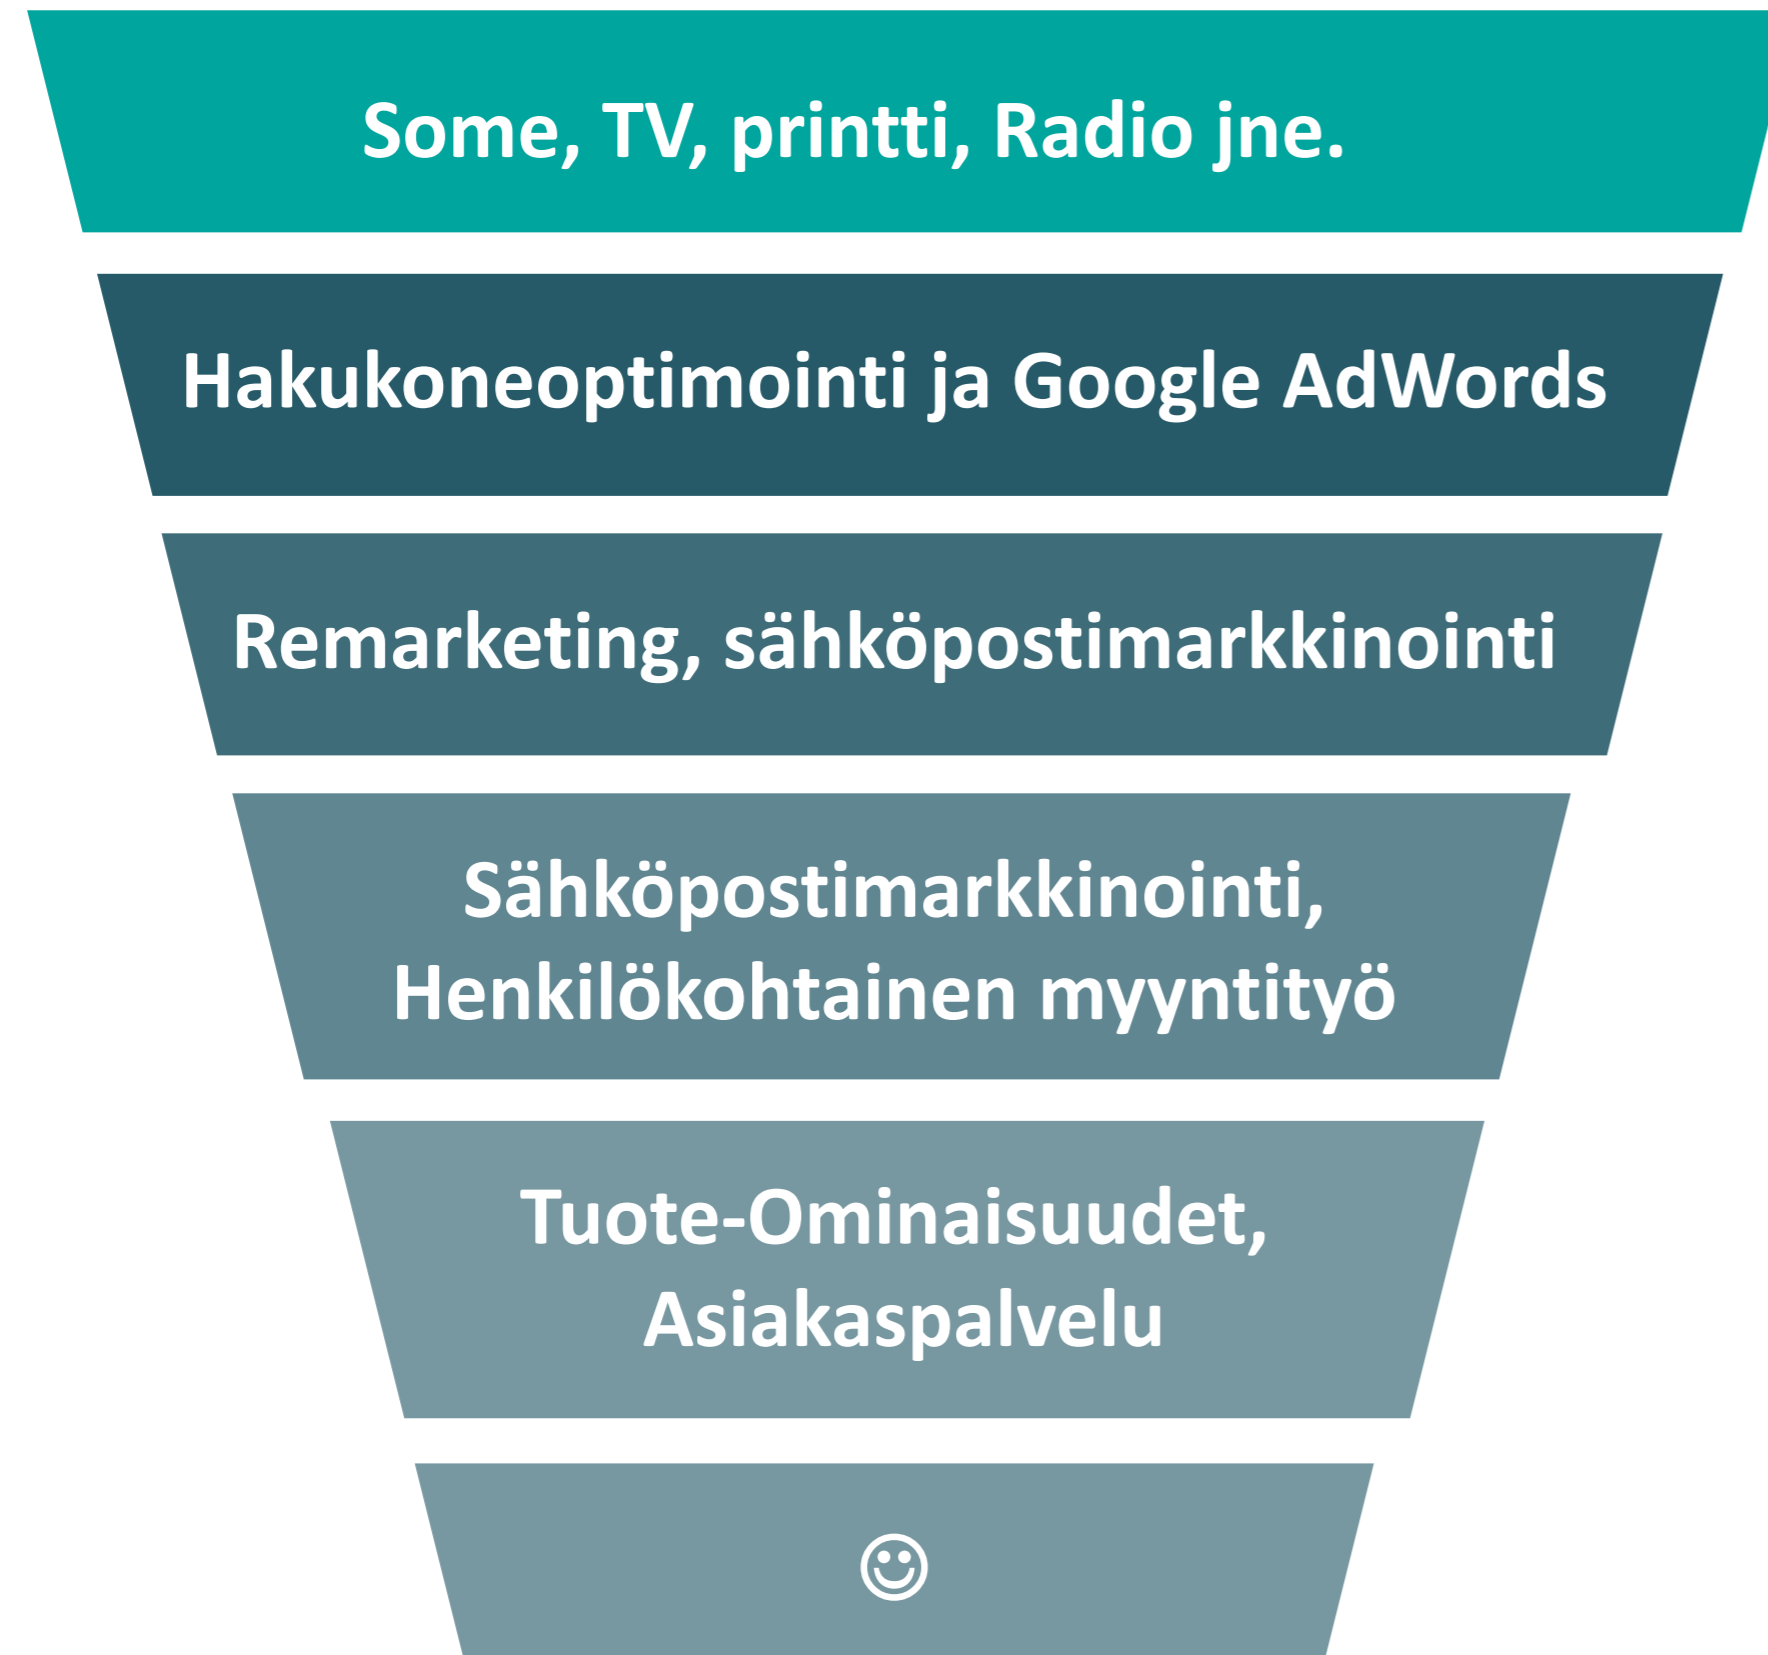 Some, TV, printti, Radio jne.
Hakukoneoptimointi ja Google AdWords
Remarketing, sähköpostimarkkinointi
Sähköpostimarkkinointi,
Henkilökohtainen myyntityö
Tuote-Ominaisuudet,
Asiakaspalvelu
☺